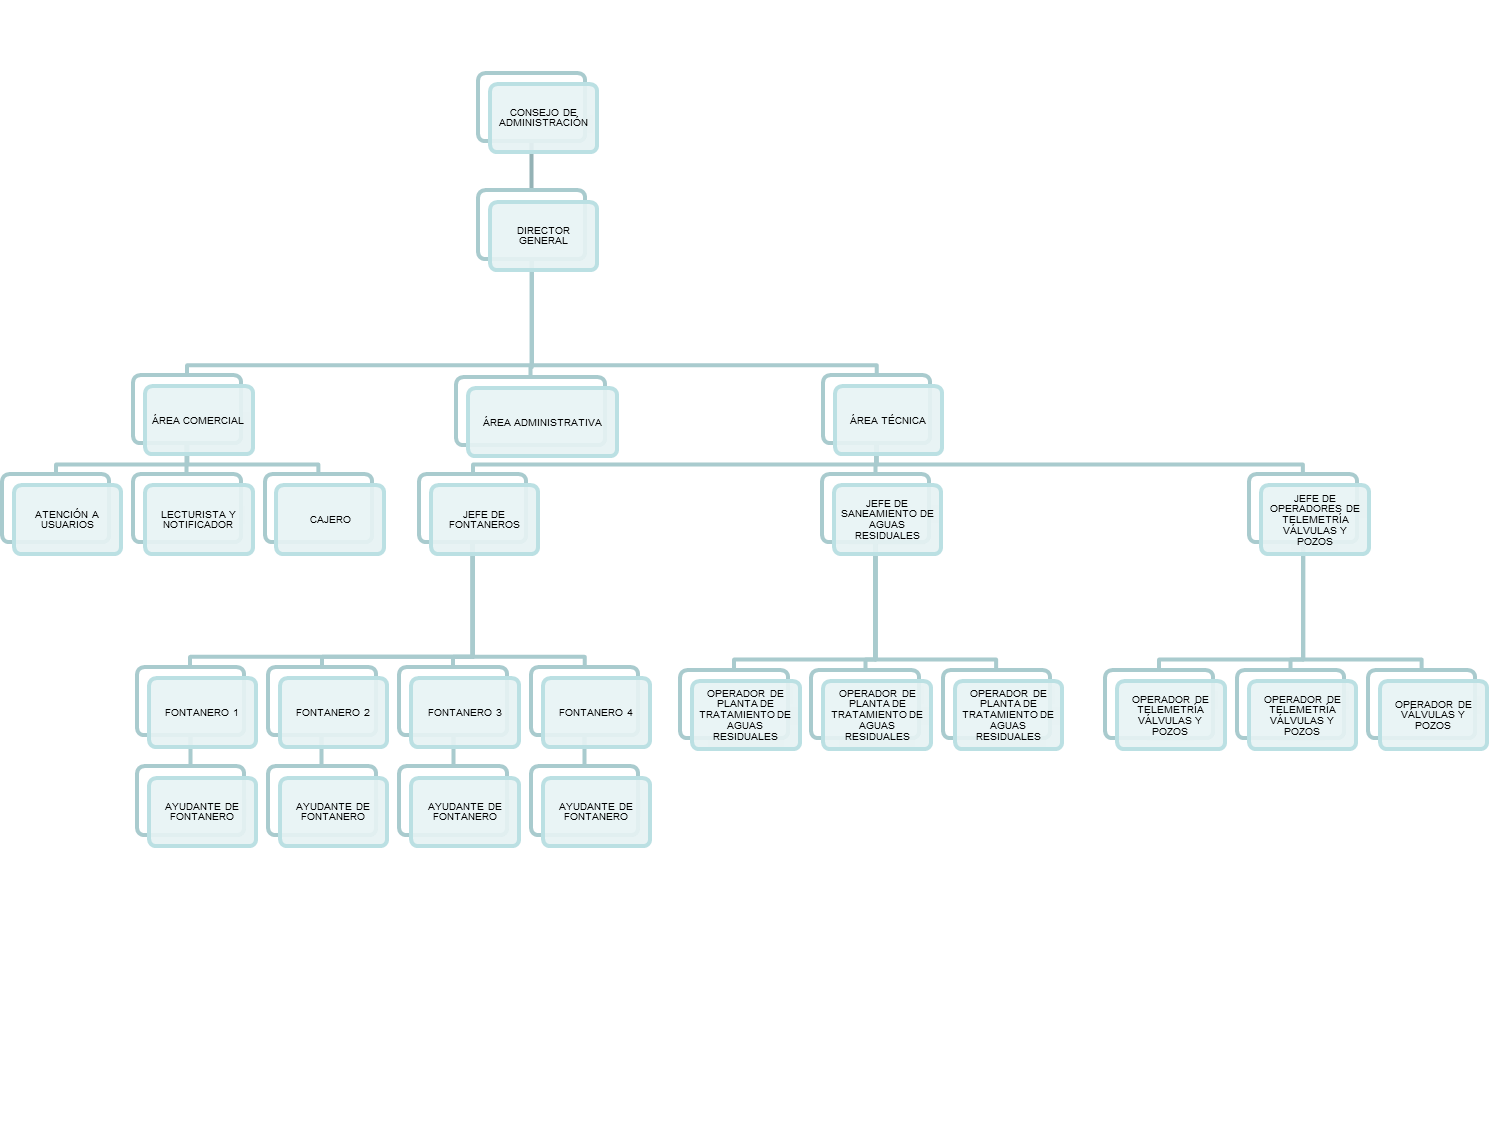 CONSEJO DE
ADMINISTRACIÓN
DIRECTOR
GENERAL
ÁREA COMERCIAL
ÁREA ADMINISTRATIVA
ÁREA TÉCNICA
ATENCIÓN A
USUARIOS
LECTURISTA Y
NOTIFICADOR
CAJERO
JEFE DE
FONTANEROS
JEFE DE
SANEAMIENTO DE
AGUAS
RESIDUALES
JEFE DE
OPERADORES DE
TELEMETRÍA
VÁLVULAS Y
POZOS
FONTANERO 1
FONTANERO 2
FONTANERO 3
FONTANERO 4
OPERADOR DE
PLANTA DE
TRATAMIENTO DE
AGUAS
RESIDUALES
OPERADOR DE
PLANTA DE
TRATAMIENTO DE
AGUAS
RESIDUALES
OPERADOR DE
PLANTA DE
TRATAMIENTO DE
AGUAS
RESIDUALES
OPERADOR DE
TELEMETRÍA
VÁLVULAS Y
POZOS
OPERADOR DE
TELEMETRÍA
VÁLVULAS Y
POZOS
OPERADOR DE
VÁLVULAS Y
POZOS
AYUDANTE DE
FONTANERO
AYUDANTE DE
FONTANERO
AYUDANTE DE
FONTANERO
AYUDANTE DE
FONTANERO